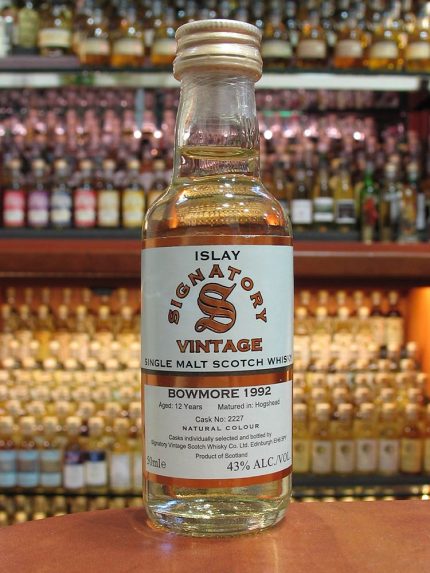 ISLAY
SIGNATORY
S
VINTAGE
SINGLE MALT SCOTCH WHISKY
BOWMORE 1992
Aged: 12 Years Matured in: Hogshead
Cask No: 2227
NATURAL COLOUR
Casks individually selected and bottled by
Signatory Vintage Scotch Whisky Co. Ltd. Edinburgh
Product of Scotland
50ml e 43% ALC./VOL